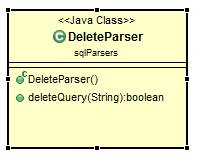 <<Java Class>>
C DeleteParser
sqlParsers
C DeleteParser()
deleteQuery(String):boolean